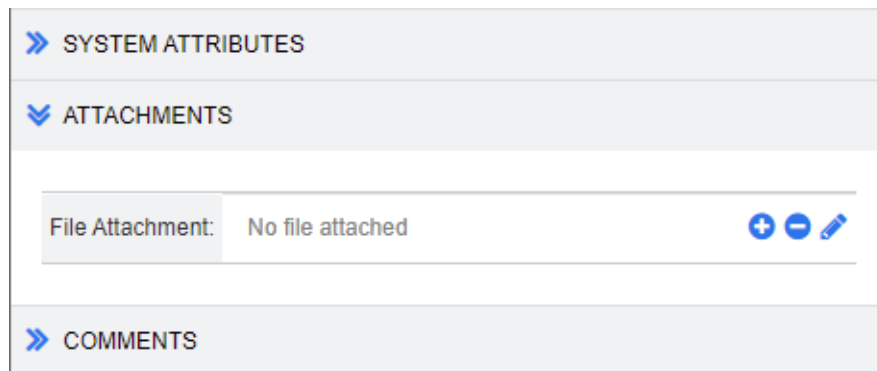 SYSTEM ATTRIBUTES
ATTACHMENTS
File Attachment: No file attached
COMMENTS